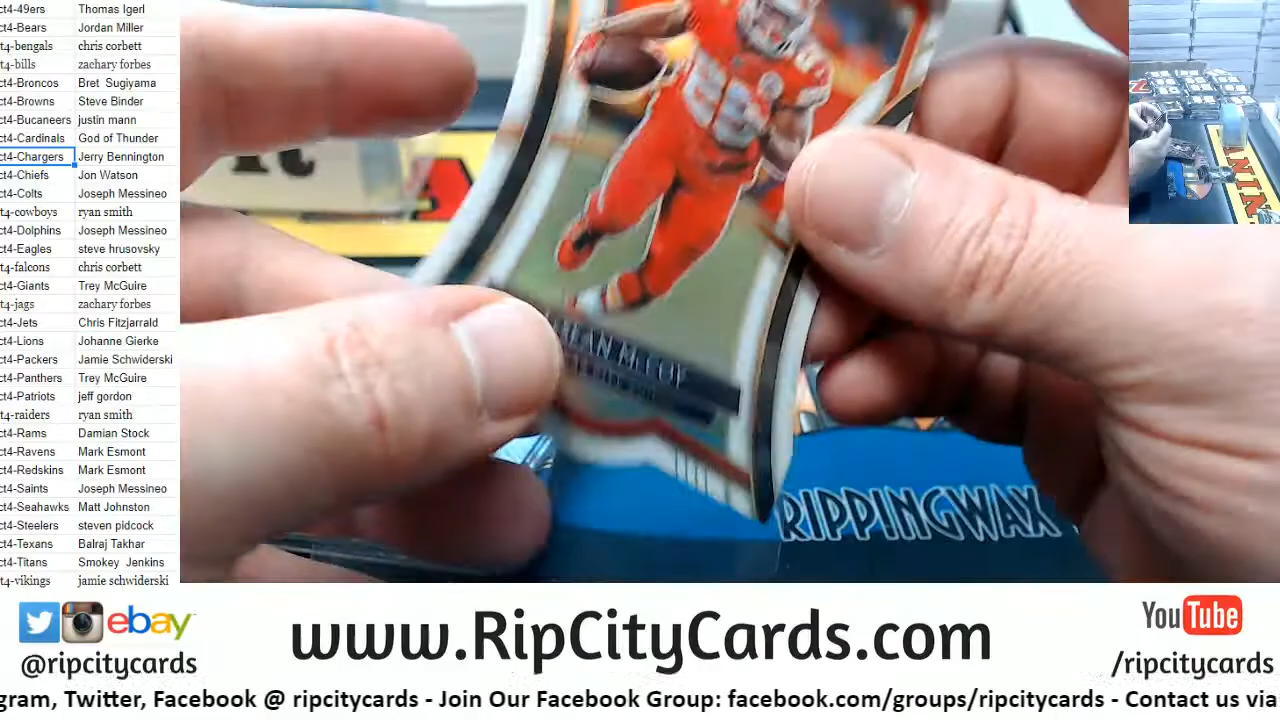 ct4-49ers Thomas Igerl
ct4-Bears Jordan Miller
t4-bengals chris corbett
t4-bills zachary forbes
ct4-Broncos Bret Sugiyama
ct4-Browns Steve Binder
ct4-Bucaneers justin mann
ct4-Cardinals God of Thunder
ct4-Chargers Jerry Bennington
ct4-Chiefs Jon Watson
ct4-Colts Joseph Messineo
t4-cowboys ryan smith
ct4-Dolphins Joseph Messineo
ct4-Eagles steve hrusovsky
ct4-falcons chris corbett
ct4-Giants Trey McGuire
ct4-jags zachary forbes
ct4-Jets Chris Fitzjarrald
ct4-Lions Johanne Gierke
ct4-Packers Jamie Schwiderski
ct4-Panthers Trey McGuire
ct4-Patriots jeff gordon
t4-raiders ryan smith
ct4-Rams Damian Stock
ct4-Ravens Mark Esmont
ct4-Redskins Mark Esmont
ct4-Saints Joseph Messineo
ct4-Seahawks Matt Johnston
ct4-Steelers steven pidcock
ct4-Texans Balraj Takhar
ct4-Titans Smokey Jenkins
t4-vikings jamie schwiderski
RIPPINGWAX
ebay
@ripcitycards
www.RipCityCards.com
YouTube
/ripcitycards
gram, Twitter, Facebook @ ripcitycards - Join Our Facebook Group: facebook.com/groups/ripcitycards - Contact us via